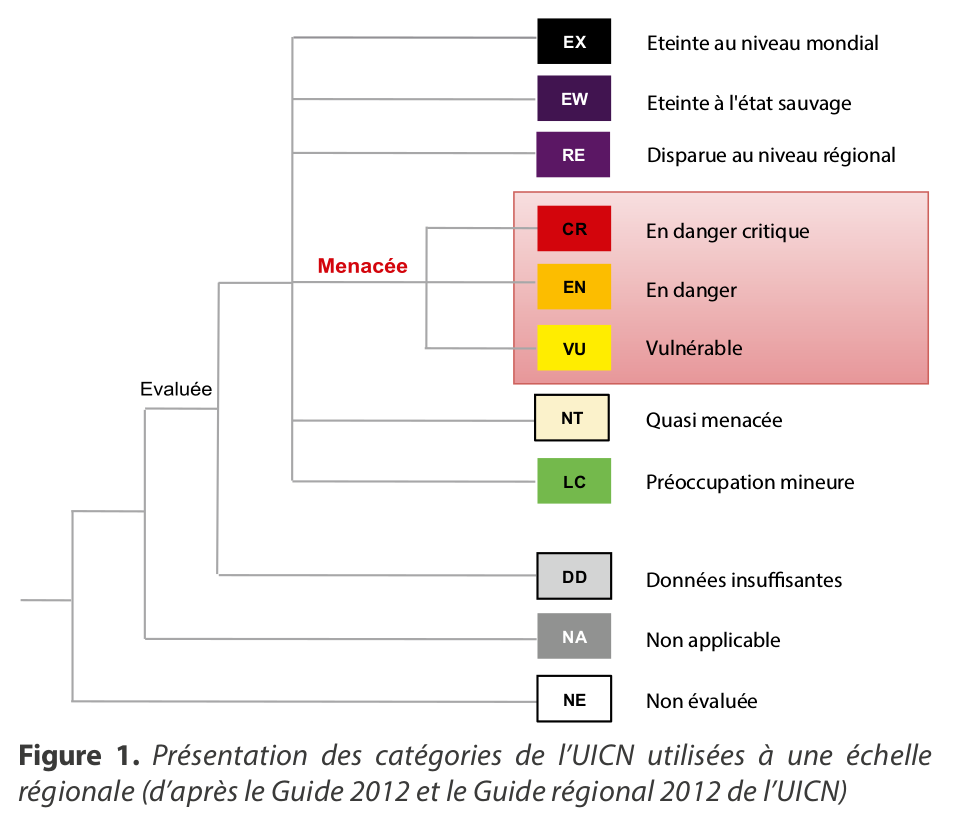 EX Eteinte au niveau mondial
EW Eteinte à l'état sauvage
RE Disparue au niveau régional
CR En danger critique
Menacée
EN En danger
VU Vulnérable
Evaluée
NT Quasi menacée
LC Préoccupation mineure
DD Données insuffisantes
NA Non applicable
NE Non évaluée
Figure 1. Présentation des catégories de l’UICN utilisées à une échelle
régionale (d’après le Guide 2012 et le Guide régional 2012 de l’UICN)